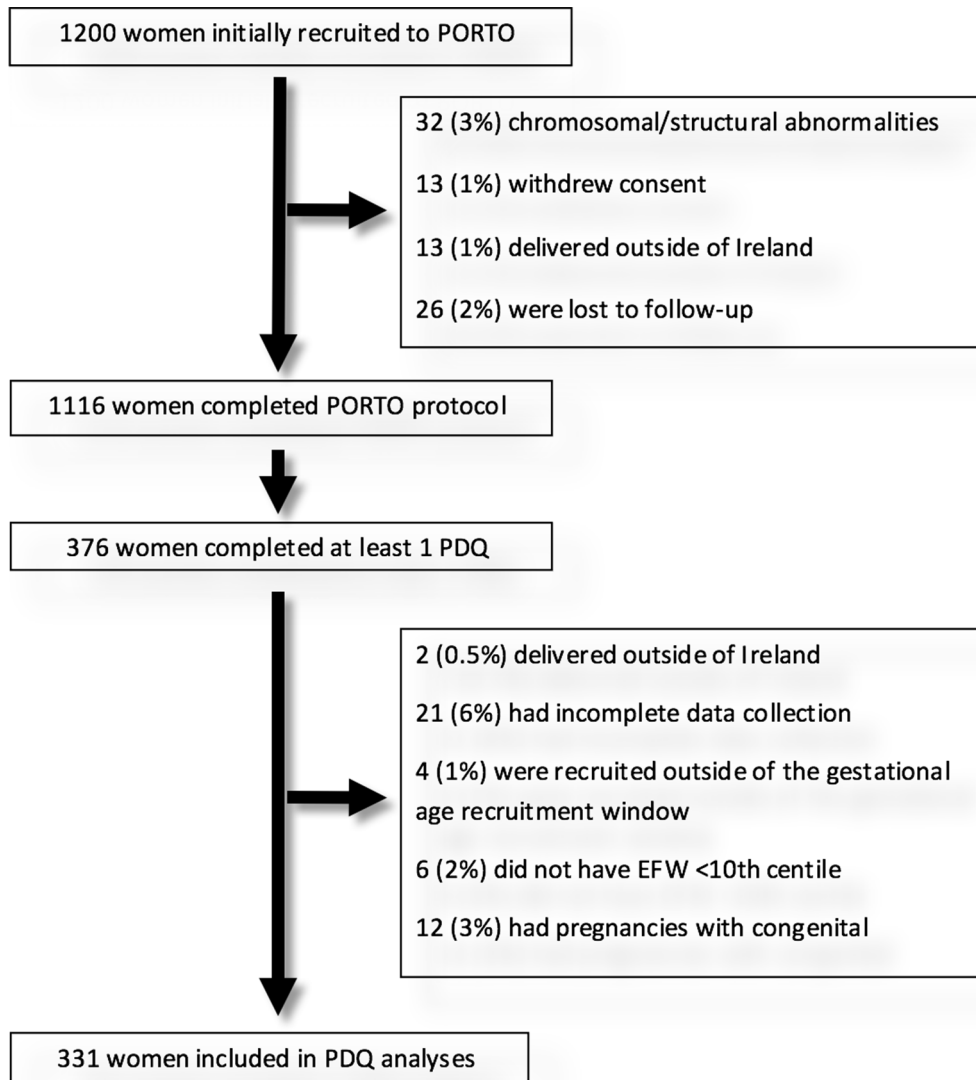 1200 women initially recruited to PORTO
32 (3%) chromosomal/structural abnormalities
13 (1%) withdrew consent
13 (1%) delivered outside of Ireland
26 (2%) were lost to follow-up
1116 women completed PORTO protocol
376 women completed at least 1 PDQ
2 (0.5%) delivered outside of Ireland
21 (6%) had incomplete data collection
4 (1%) were recruited outside of the gestational
age recruitment window
6 (2%) did not have EFW <10th centile
12 (3%) had pregnancies with congenital
331 women included in PDQ analyses